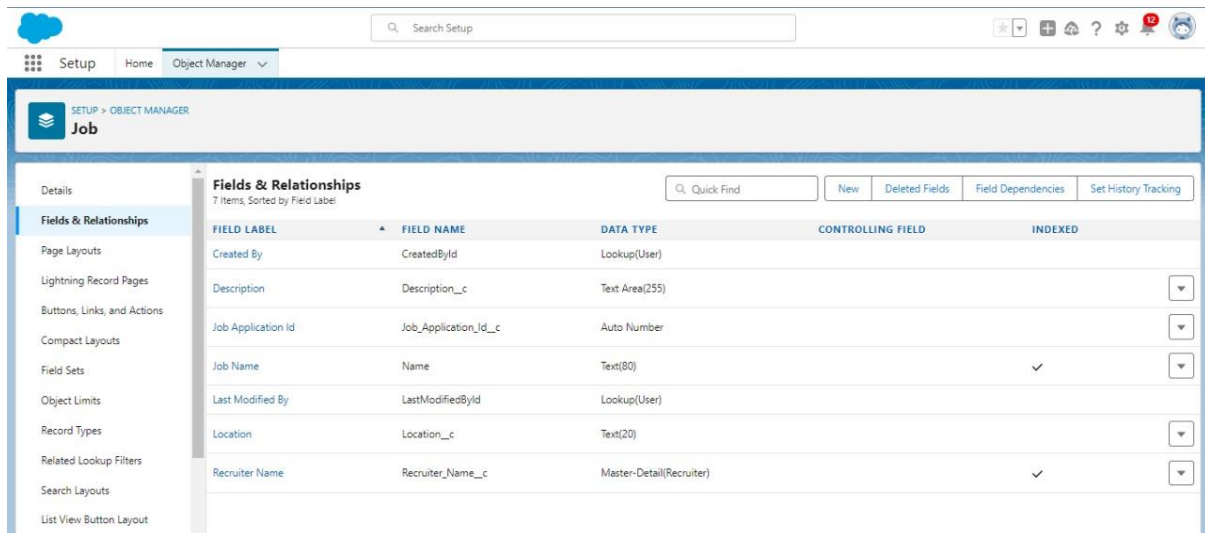 Search Setup
12
Setup Home Object Manager
SETUP > OBJECT MANAGER
Job
Details
Fields & Relationships
Page Layouts
Lightning Record Pages
Buttons, Links, and Actions
Compact Layouts
Field Sets
Object Limits
Record Types
Related Lookup Filters
Search Layouts
List View Button Layout
Fields & Relationships
7 Items, Sorted by Field Label
Quick Find New Deleted Fields Field Dependencies Set History Tracking
FIELD LABEL FIELD NAME DATA TYPE CONTROLLING FIELD INDEXED
Created By CreatedById Lookup(User)
Description Description__c Text Area(255)
Job Application Id Job_Application_Id__c Auto Number
Job Name Name Text(80)
Last Modified By LastModifiedById Lookup(User)
Location Location__c Text(20)
Recruiter Name Recruiter_Name__c Master-Detail(Recruiter)